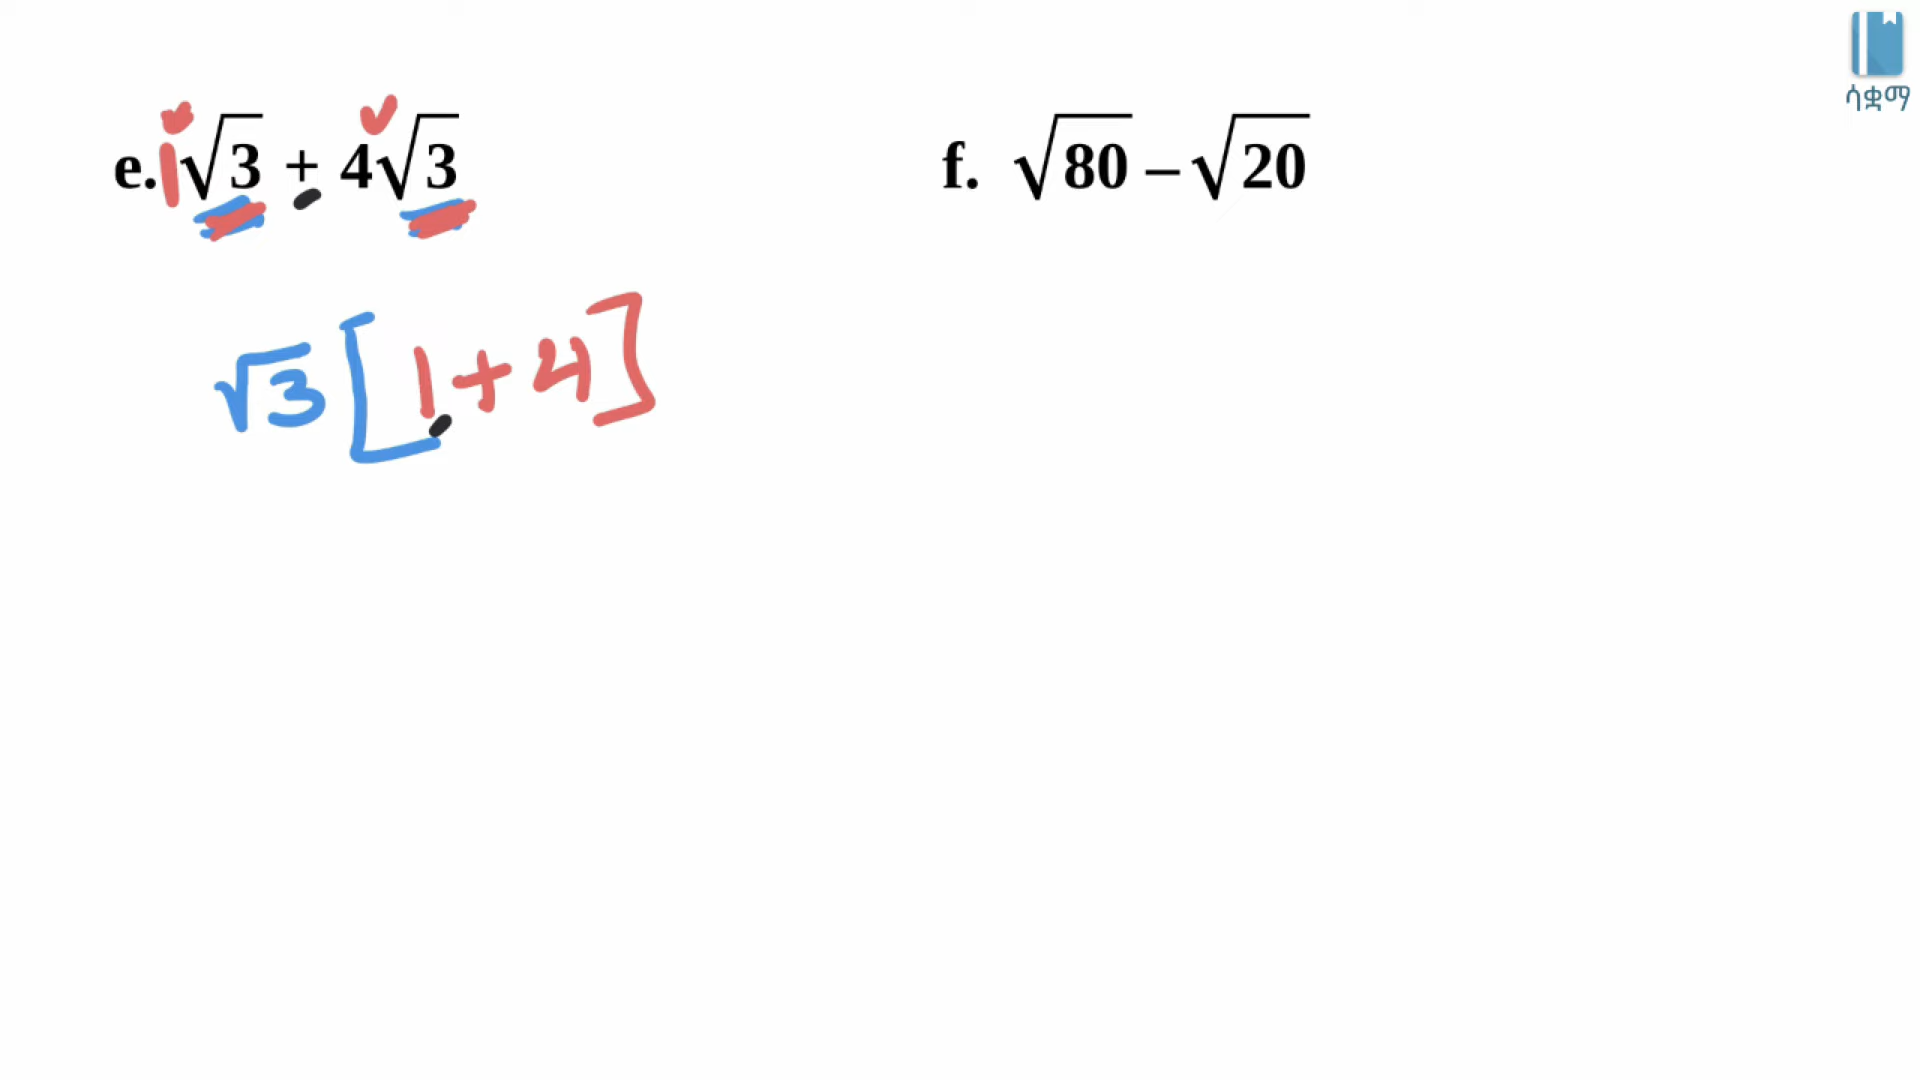 e. 1√3 + 4√3
√3 [1 + 4]
f. √80 – √20
ሳቋማ